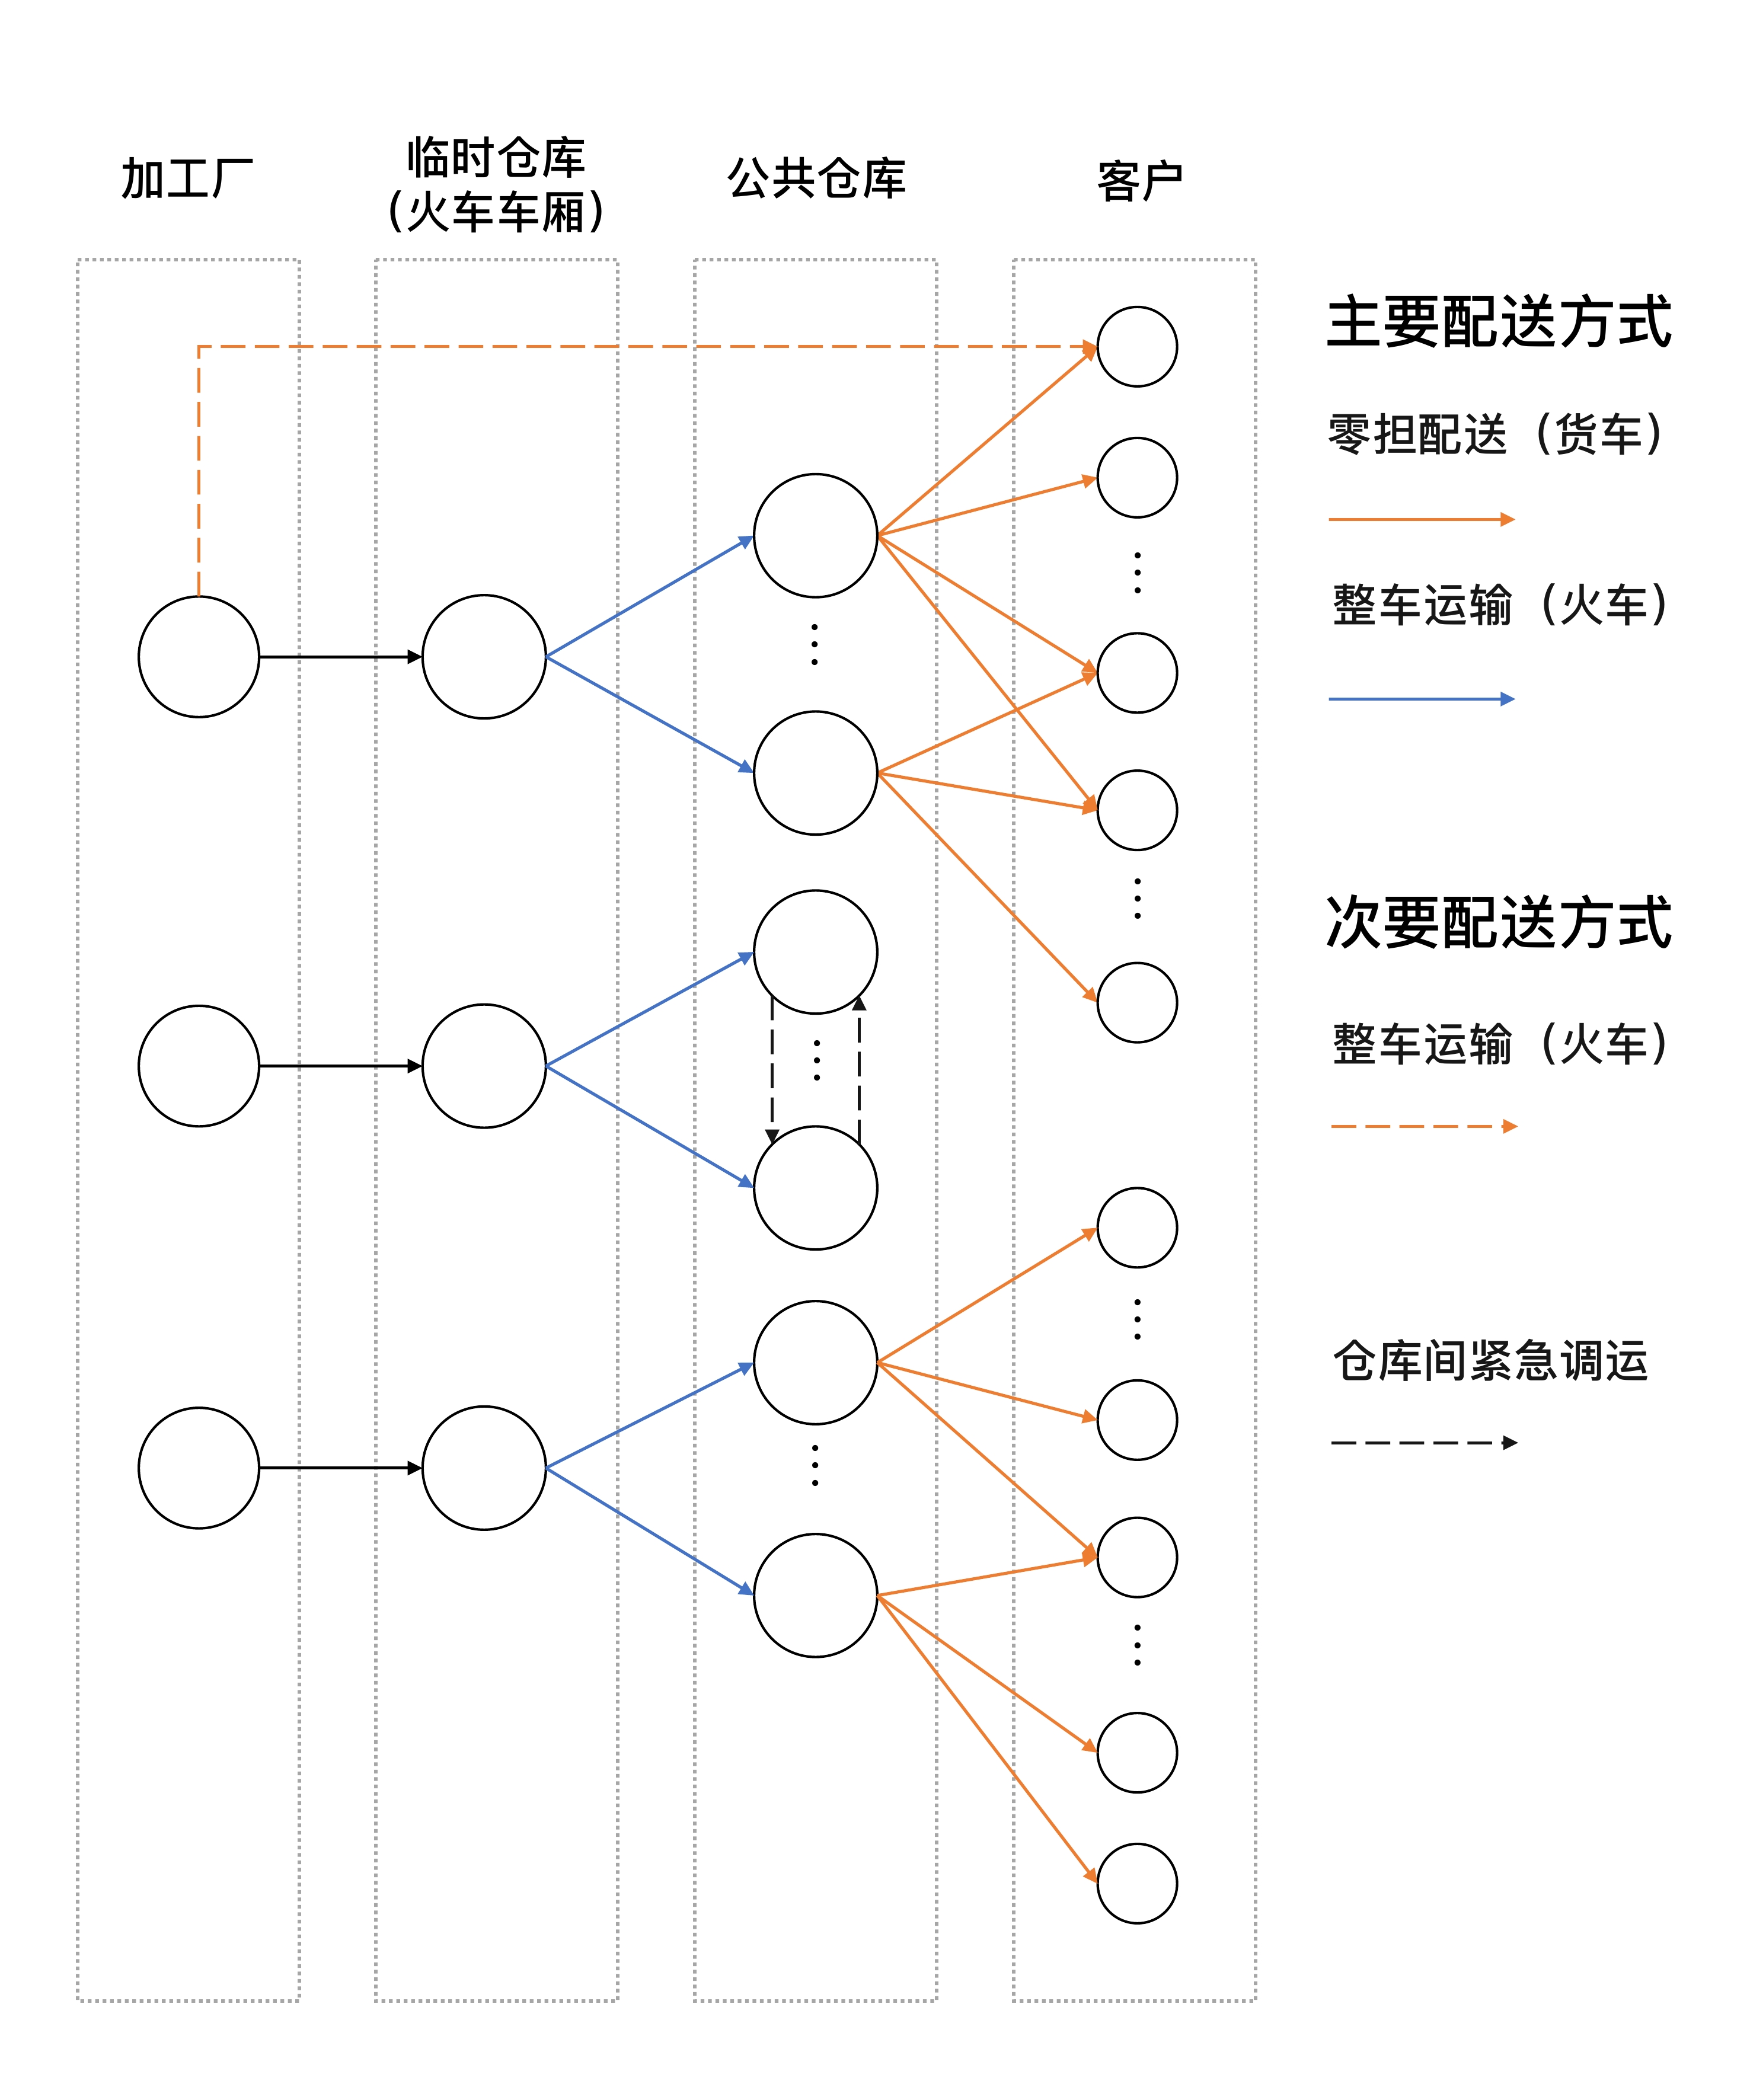 加工厂
临时仓库
（火车车厢）
公共仓库
客户
主要配送方式
零担配送（货车）
整车运输（火车）
次要配送方式
整车运输（火车）
仓库间紧急调运